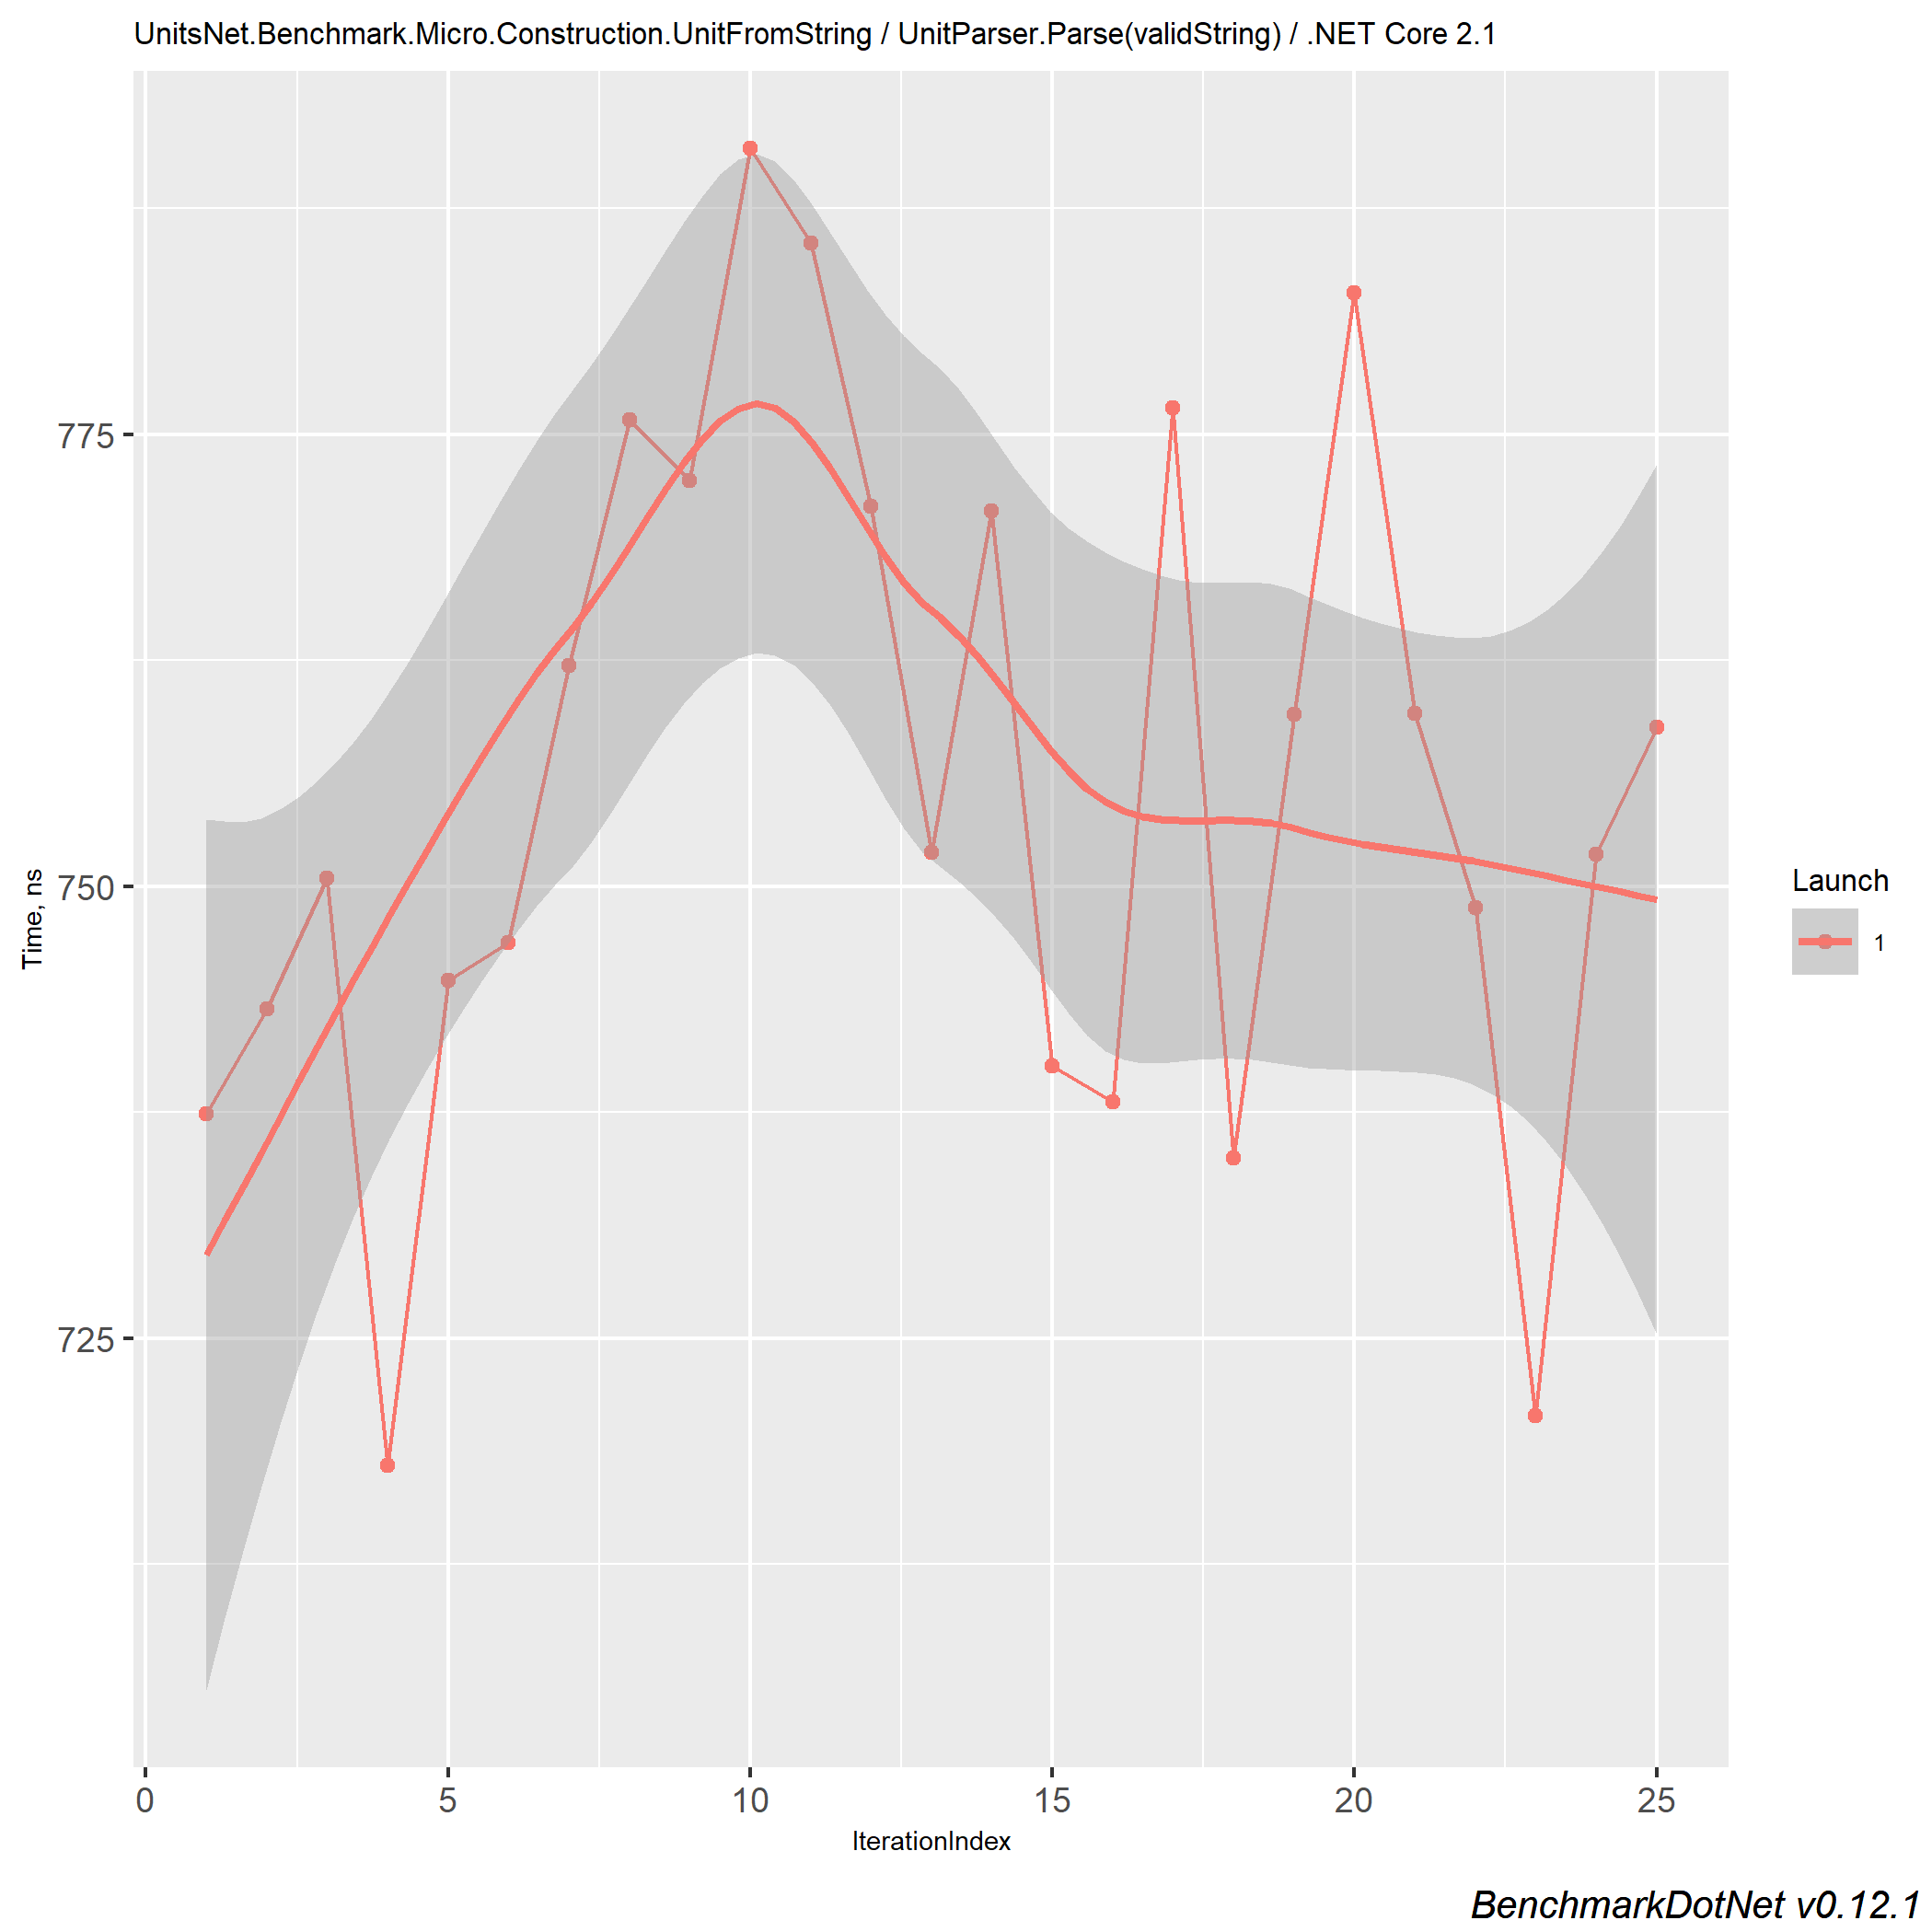 UnitsNet.Benchmark.Micro.Construction.UnitFromString / UnitParser.Parse(validString) / .NET Core 2.1
775
750
725
Time, ns
0 5 10 15 20 25
IterationIndex
Launch
1
BenchmarkDotNet v0.12.1